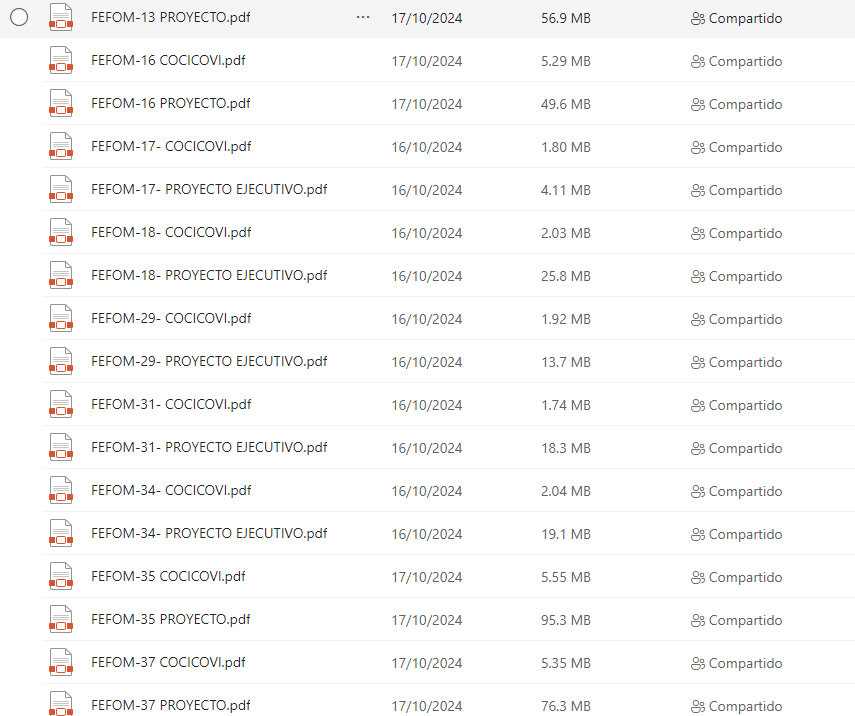 FEFOM-13 PROYECTO.pdf ··· 17/10/2024 56.9 MB Compartido
FEFOM-16 COCICOVI.pdf 17/10/2024 5.29 MB Compartido
FEFOM-16 PROYECTO.pdf 17/10/2024 49.6 MB Compartido
FEFOM-17- COCICOVI.pdf 16/10/2024 1.80 MB Compartido
FEFOM-17- PROYECTO EJECUTIVO.pdf 16/10/2024 4.11 MB Compartido
FEFOM-18- COCICOVI.pdf 16/10/2024 2.03 MB Compartido
FEFOM-18- PROYECTO EJECUTIVO.pdf 16/10/2024 25.8 MB Compartido
FEFOM-29- COCICOVI.pdf 16/10/2024 1.92 MB Compartido
FEFOM-29- PROYECTO EJECUTIVO.pdf 16/10/2024 13.7 MB Compartido
FEFOM-31- COCICOVI.pdf 16/10/2024 1.74 MB Compartido
FEFOM-31- PROYECTO EJECUTIVO.pdf 16/10/2024 18.3 MB Compartido
FEFOM-34- COCICOVI.pdf 16/10/2024 2.04 MB Compartido
FEFOM-34- PROYECTO EJECUTIVO.pdf 16/10/2024 19.1 MB Compartido
FEFOM-35 COCICOVI.pdf 17/10/2024 5.55 MB Compartido
FEFOM-35 PROYECTO.pdf 17/10/2024 95.3 MB Compartido
FEFOM-37 COCICOVI.pdf 17/10/2024 5.35 MB Compartido
FEFOM-37 PROYECTO.pdf 17/10/2024 76.3 MB Compartido